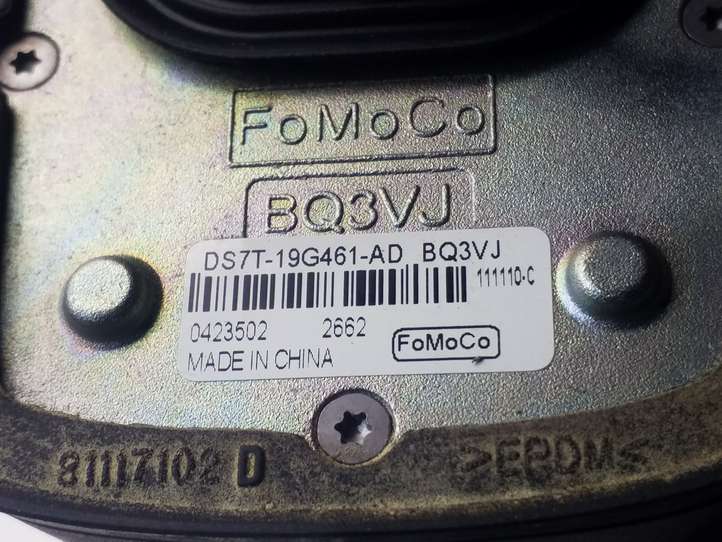 FoMoCo
BQ3VJ
DS7T-19G461-AD BQ3VJ
111110-C
0423502 2662
FoMoCo
MADE IN CHINA
81117102 D >EPDM<